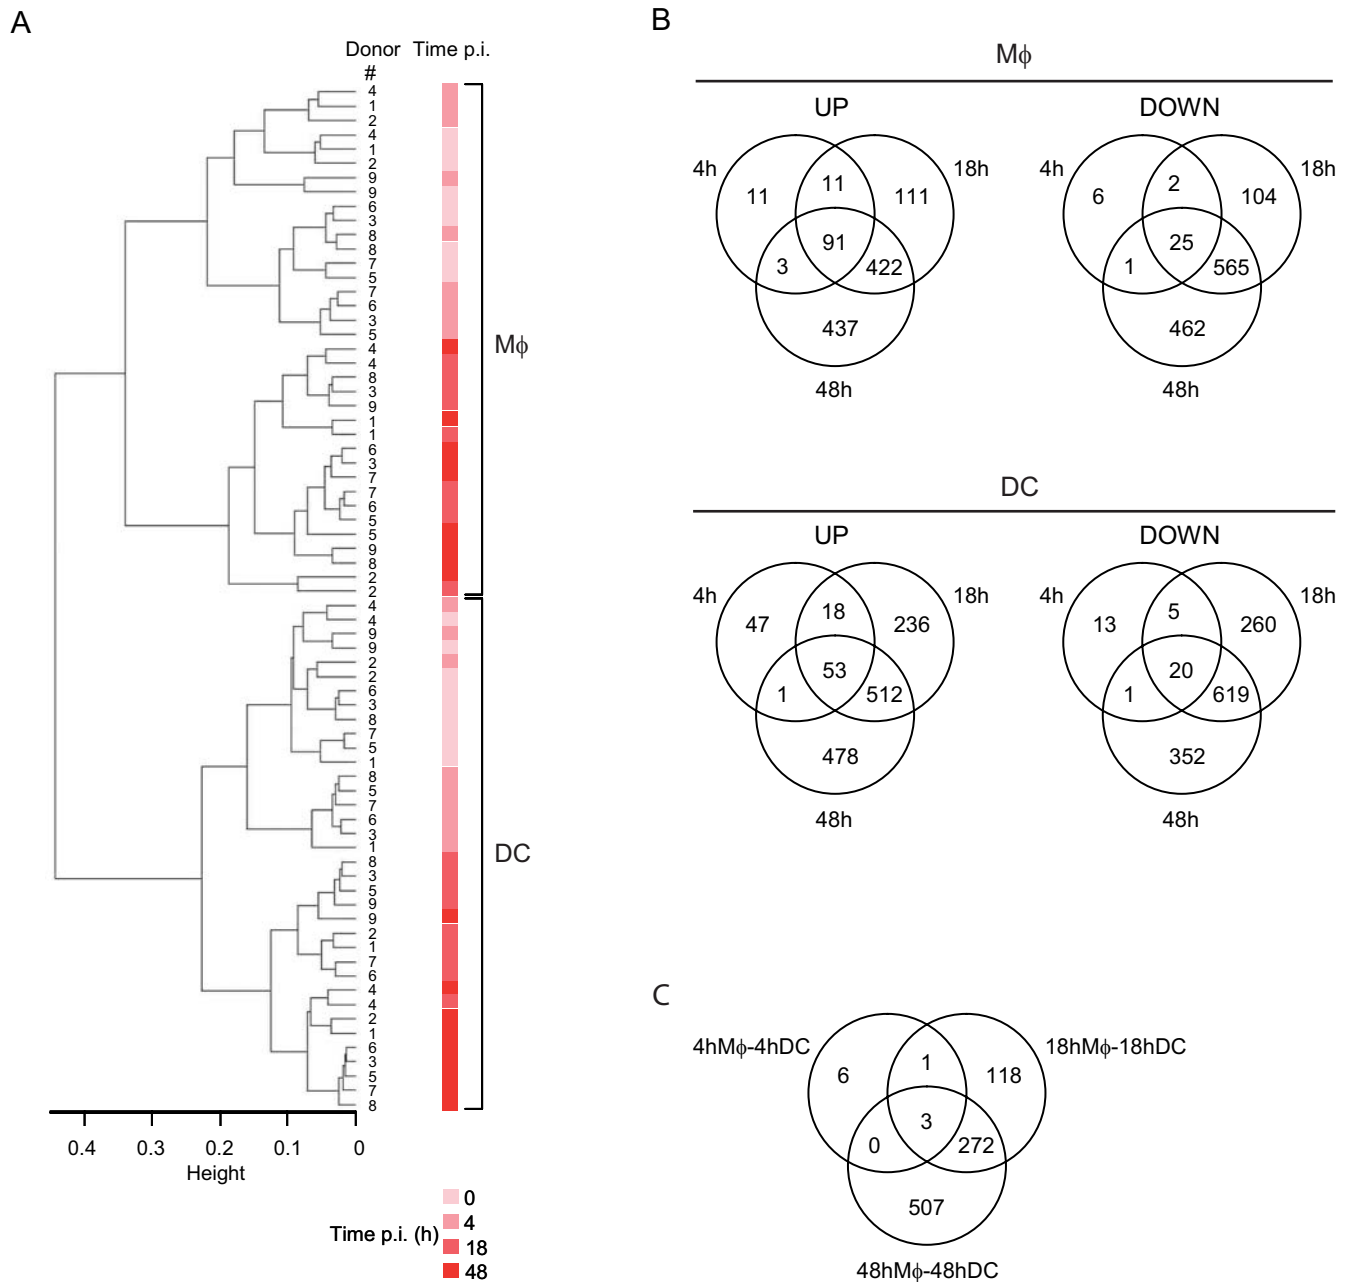 A
Donor Time p.i.
#
4
1
2
4
1
2
9
9
6
3
8
8
7
5
7
6
3
5
4
4
8
3
9
1
1
6
3
7
7
6
5
5
9
8
2
2
4
4
9
9
2
2
6
3
8
7
5
1
8
5
7
6
3
1
8
3
5
9
9
2
1
7
6
4
4
2
1
6
3
5
7
8
Mϕ
DC
0.4 0.3 0.2 0.1 0
Height
Time p.i. (h)
0
4
18
48
B
Mϕ
UP
4h
18h
11 11 111
91
3 422
437
48h
DOWN
4h
18h
6 2 104
25
1 565
462
48h
DC
UP
4h
18h
47 18 236
53
1 512
478
48h
DOWN
4h
18h
13 5 260
20
1 619
352
48h
C
4hMϕ-4hDC
18hMϕ-18hDC
6 1 118
3
0 272
507
48hMϕ-48hDC